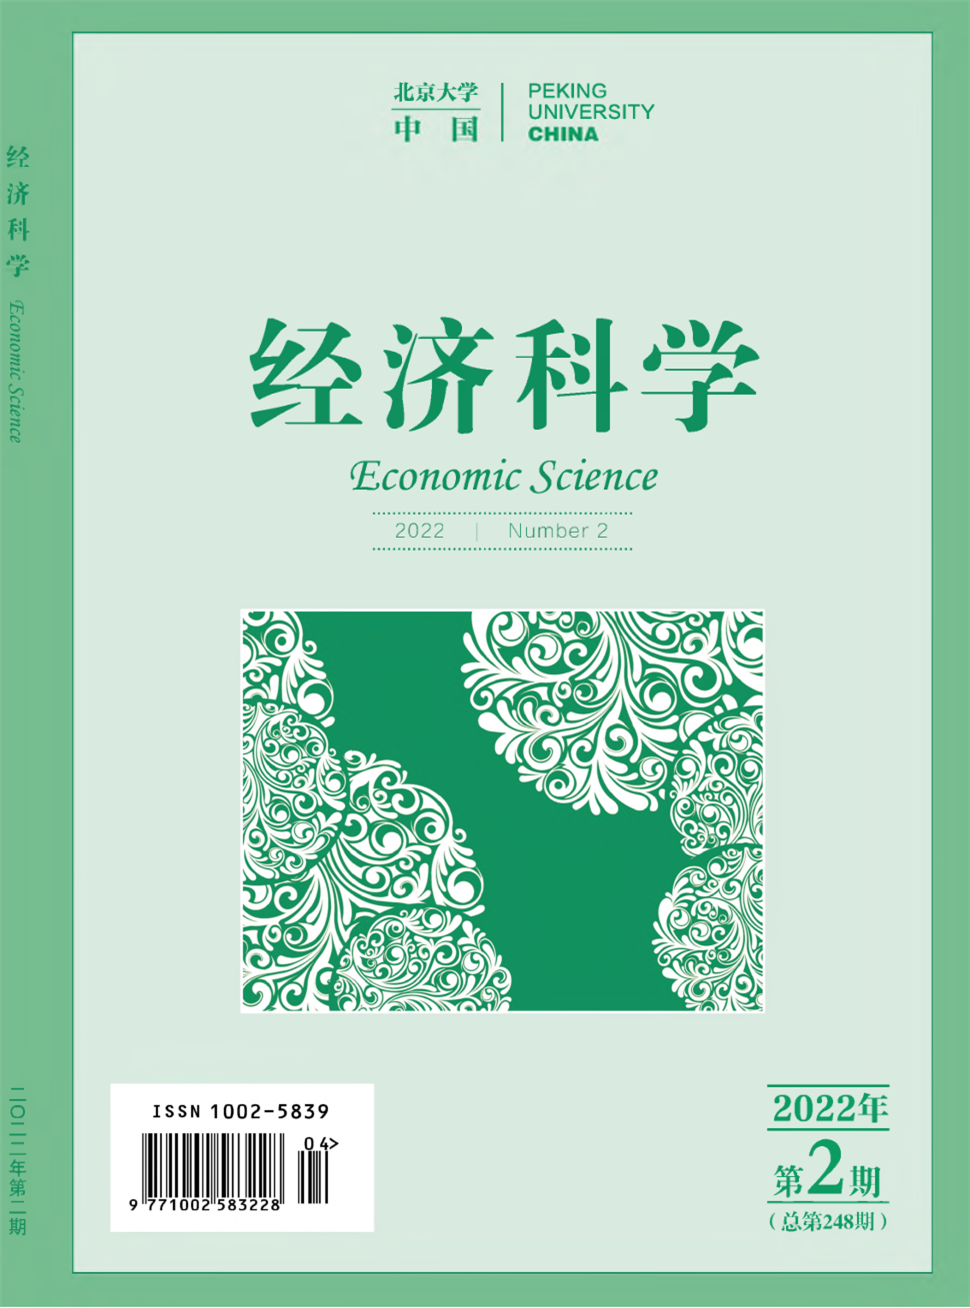 北京大学
中 国
PEKING
UNIVERSITY
CHINA
经济科学
Economic Science
2022 | Number 2
经济科学 Economic Science
二〇二二年第二期
ISSN 1002-5839
04>
9 771002 583228
2022年
第2期
(总第248期)